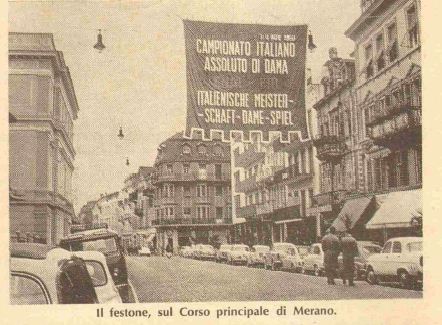 CAMPIONATO ITALIANO
ASSOLUTO DI DAMA
ITALIENISCHE MEISTER-
-SCHAFT-DAME-SPIEL
Il festone, sul Corso principale di Merano.